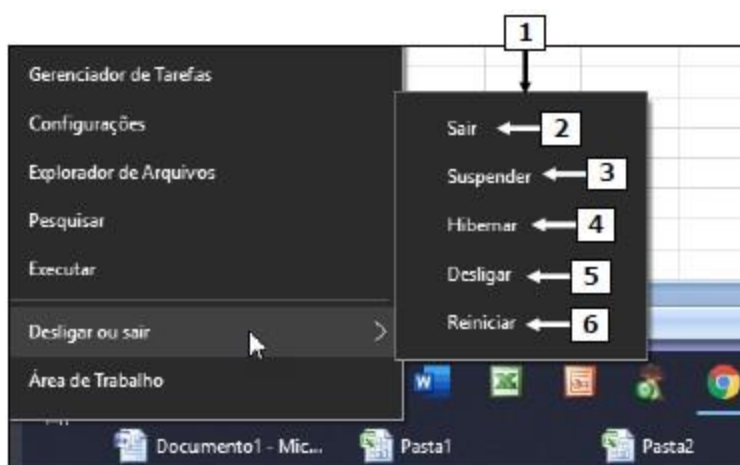 1
Gerenciador de Tarefas
Configurações
Explorador de Arquivos
Pesquisar
Executar
Desligar ou sair
Área de Trabalho
Sair 2
Suspender 3
Hibernar 4
Desligar 5
Reiniciar 6
Documento1 - Mic...
Pasta1
Pasta2